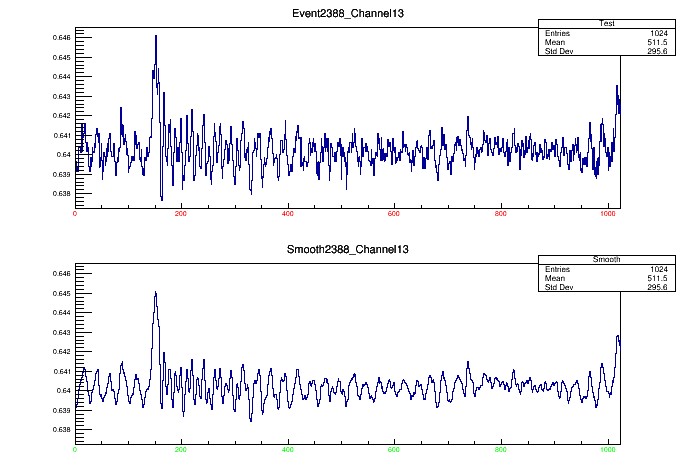 Event2388_Channel13
Test
Entries 1024
Mean 511.5
Std Dev 295.6
0.646
0.645
0.644
0.643
0.642
0.641
0.64
0.639
0.638
0 200 400 600 800 1000
Smooth2388_Channel13
Smooth
Entries 1024
Mean 511.5
Std Dev 295.6
0.646
0.645
0.644
0.643
0.642
0.641
0.64
0.639
0.638
0 200 400 600 800 1000